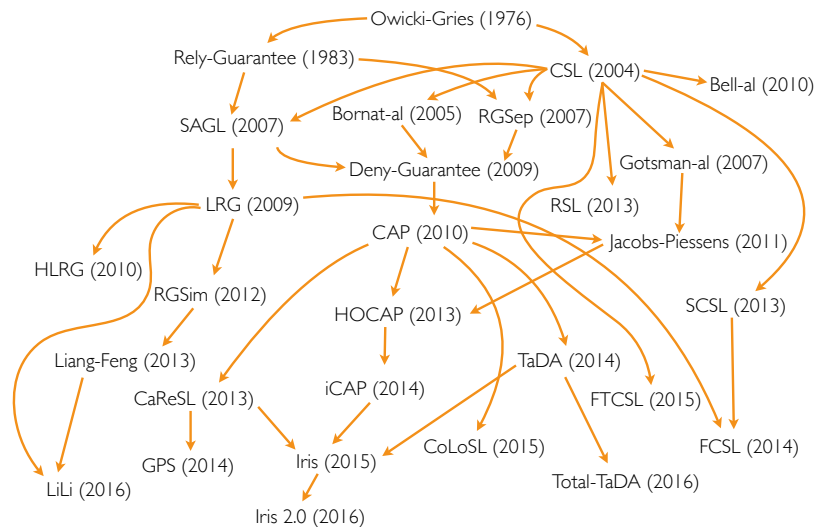 Owicki-Gries (1976)
Rely-Guarantee (1983)
CSL (2004)
Bell-al (2010)
SAGL (2007)
Bornat-al (2005)
RGSep (2007)
Gotsman-al (2007)
Deny-Guarantee (2009)
LRG (2009)
RSL (2013)
CAP (2010)
Jacobs-Piessens (2011)
HLRG (2010)
RGSim (2012)
HOCAP (2013)
SCSL (2013)
Liang-Feng (2013)
TaDA (2014)
CaReSL (2013)
iCAP (2014)
FTCSL (2015)
GPS (2014)
Iris (2015)
CoLoSL (2015)
FCSL (2014)
LiLi (2016)
Total-TaDA (2016)
Iris 2.0 (2016)